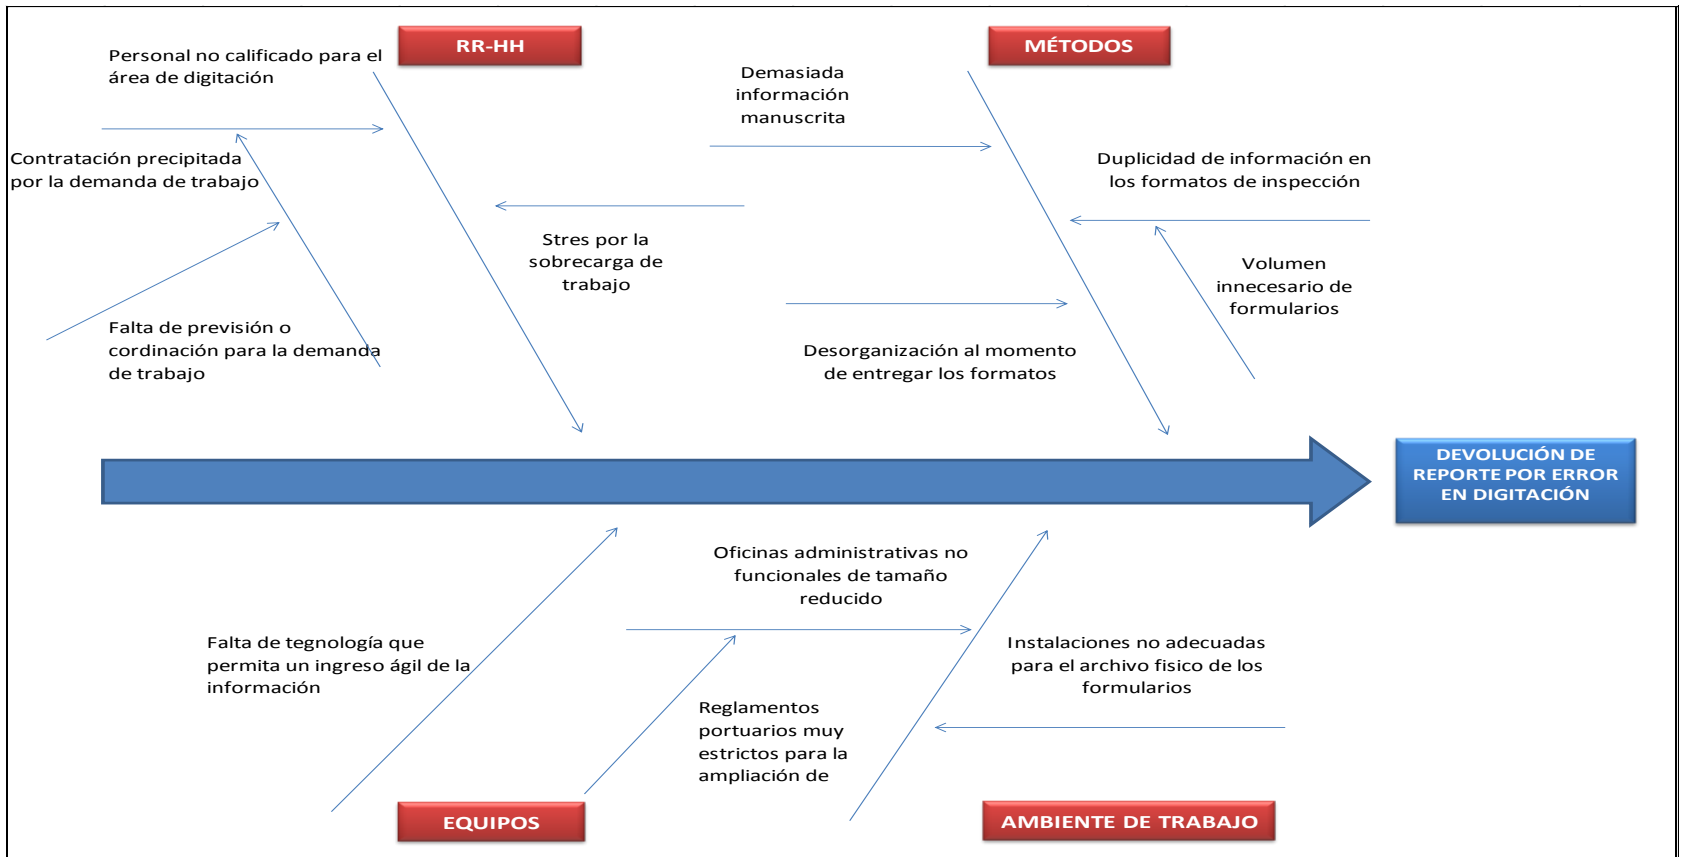 RR-HH
MÉTODOS
Personal no calificado para el
área de digitación
Demasiada
información
manuscrita
Contratación precipitada
por la demanda de trabajo
Duplicidad de información en
los formatos de inspección
Stres por la
sobrecarga de
trabajo
Volumen
innecesario de
formularios
Falta de previsión o
cordinación para la demanda
de trabajo
Desorganización al momento
de entregar los formatos
DEVOLUCIÓN DE
REPORTE POR ERROR
EN DIGITACIÓN
Oficinas administrativas no
funcionales de tamaño
reducido
Falta de tegnología que
permita un ingreso ágil de la
información
Instalaciones no adecuadas
para el archivo fisico de los
formularios
Reglamentos
portuarios muy
estrictos para la
ampliación de
EQUIPOS
AMBIENTE DE TRABAJO